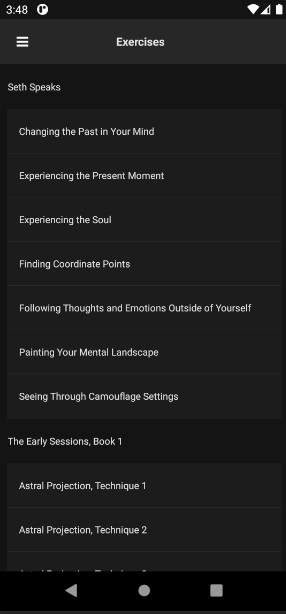 3:48
Exercises
Seth Speaks
Changing the Past in Your Mind
Experiencing the Present Moment
Experiencing the Soul
Finding Coordinate Points
Following Thoughts and Emotions Outside of Yourself
Painting Your Mental Landscape
Seeing Through Camouflage Settings
The Early Sessions, Book 1
Astral Projection, Technique 1
Astral Projection, Technique 2